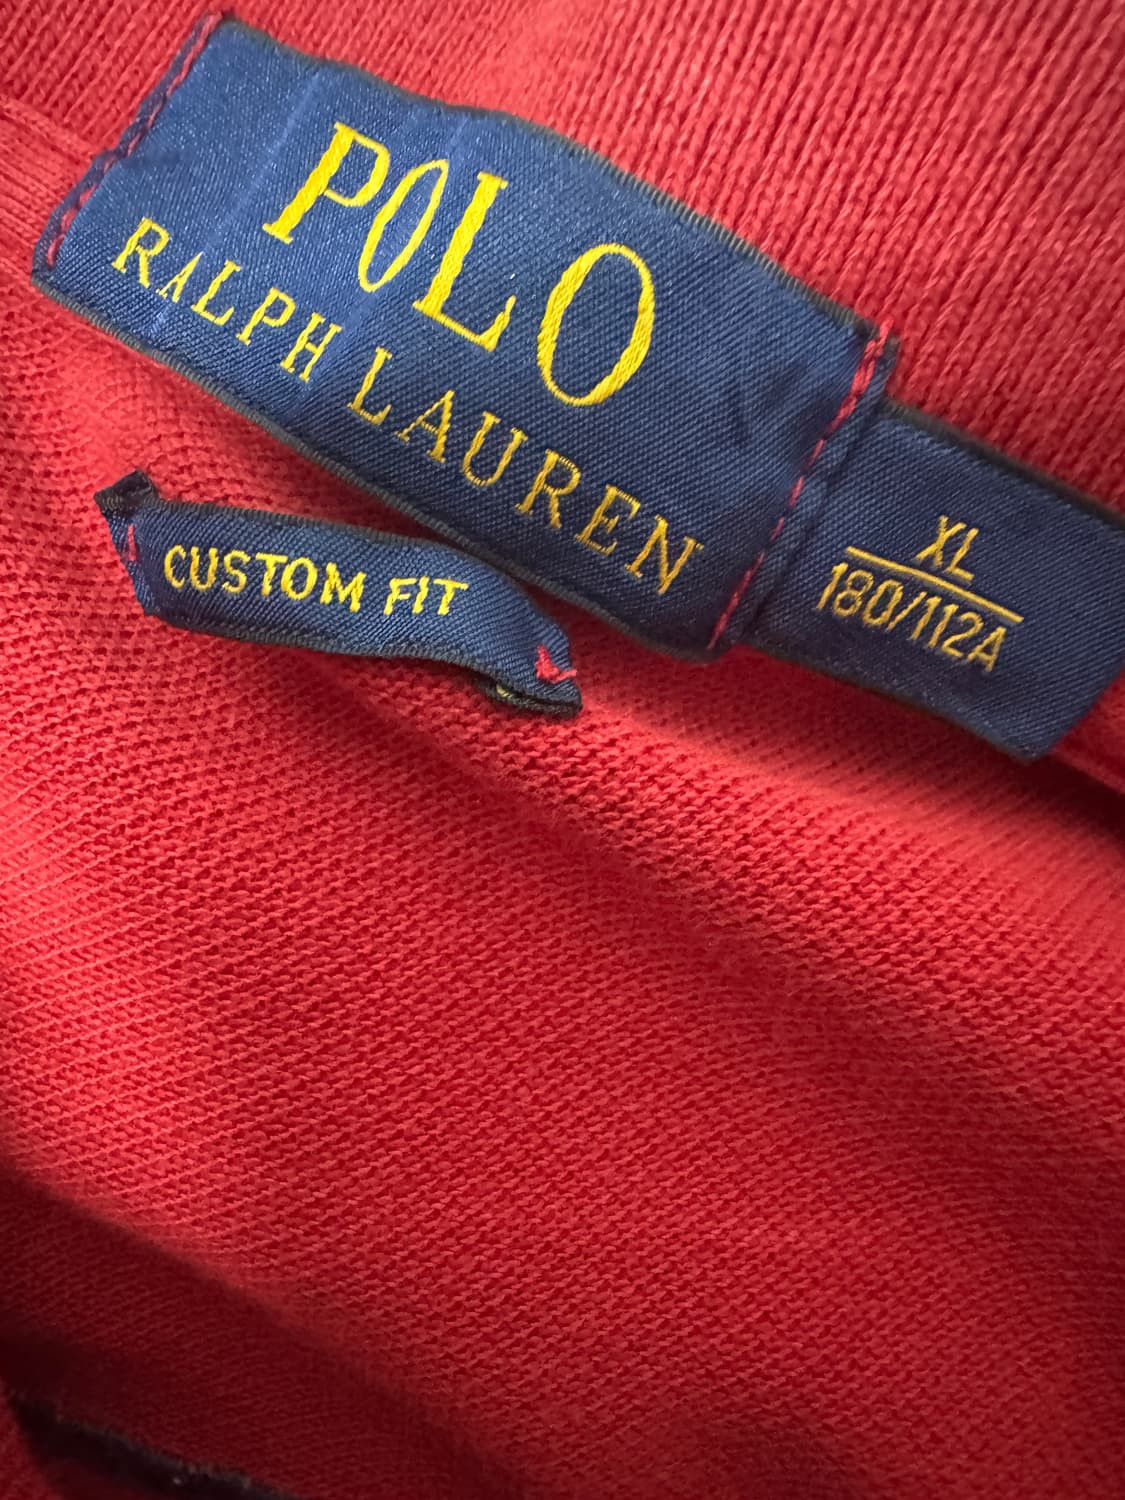 POLO
RALPH LAUREN
XL
180/112A
CUSTOM FIT